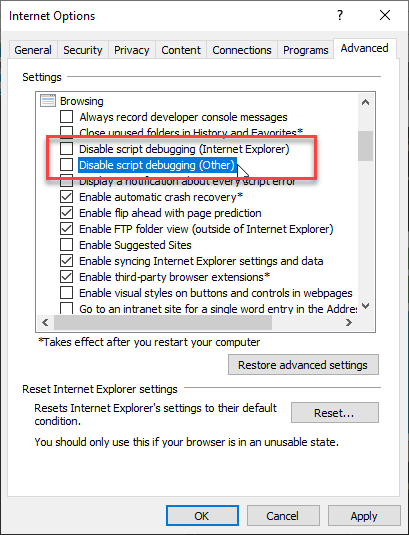 Internet Options
General
Security
Privacy
Content
Connections
Programs
Advanced
Settings
Browsing
Always record developer console messages
Close unused folders in History and Favorites*
Disable script debugging (Internet Explorer)
Disable script debugging (Other)
Display a notification about every script error
Enable automatic crash recovery*
Enable flip ahead with page prediction
Enable FTP folder view (outside of Internet Explorer)
Enable Suggested Sites
Enable syncing Internet Explorer settings and data
Enable third-party browser extensions*
Enable visual styles on buttons and controls in webpages
Go to an intranet site for a single word entry in the Addre
*Takes effect after you restart your computer
Restore advanced settings
Reset Internet Explorer settings
Resets Internet Explorer's settings to their default
condition.
Reset...
You should only use this if your browser is in an unusable state.
OK
Cancel
Apply